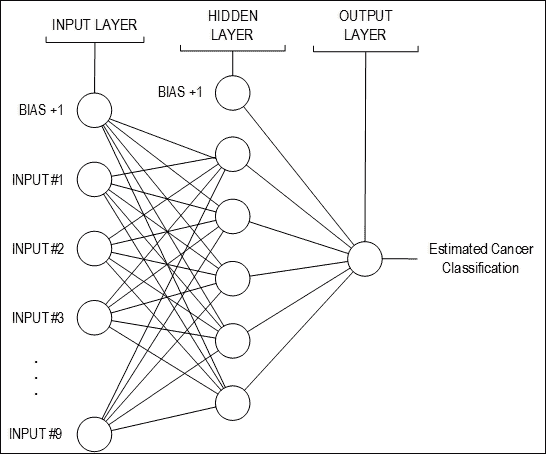 INPUT LAYER
HIDDEN
LAYER
OUTPUT
LAYER
BIAS +1
BIAS +1
INPUT #1
INPUT #2
INPUT #3
.
.
.
INPUT #9
Estimated Cancer
Classification